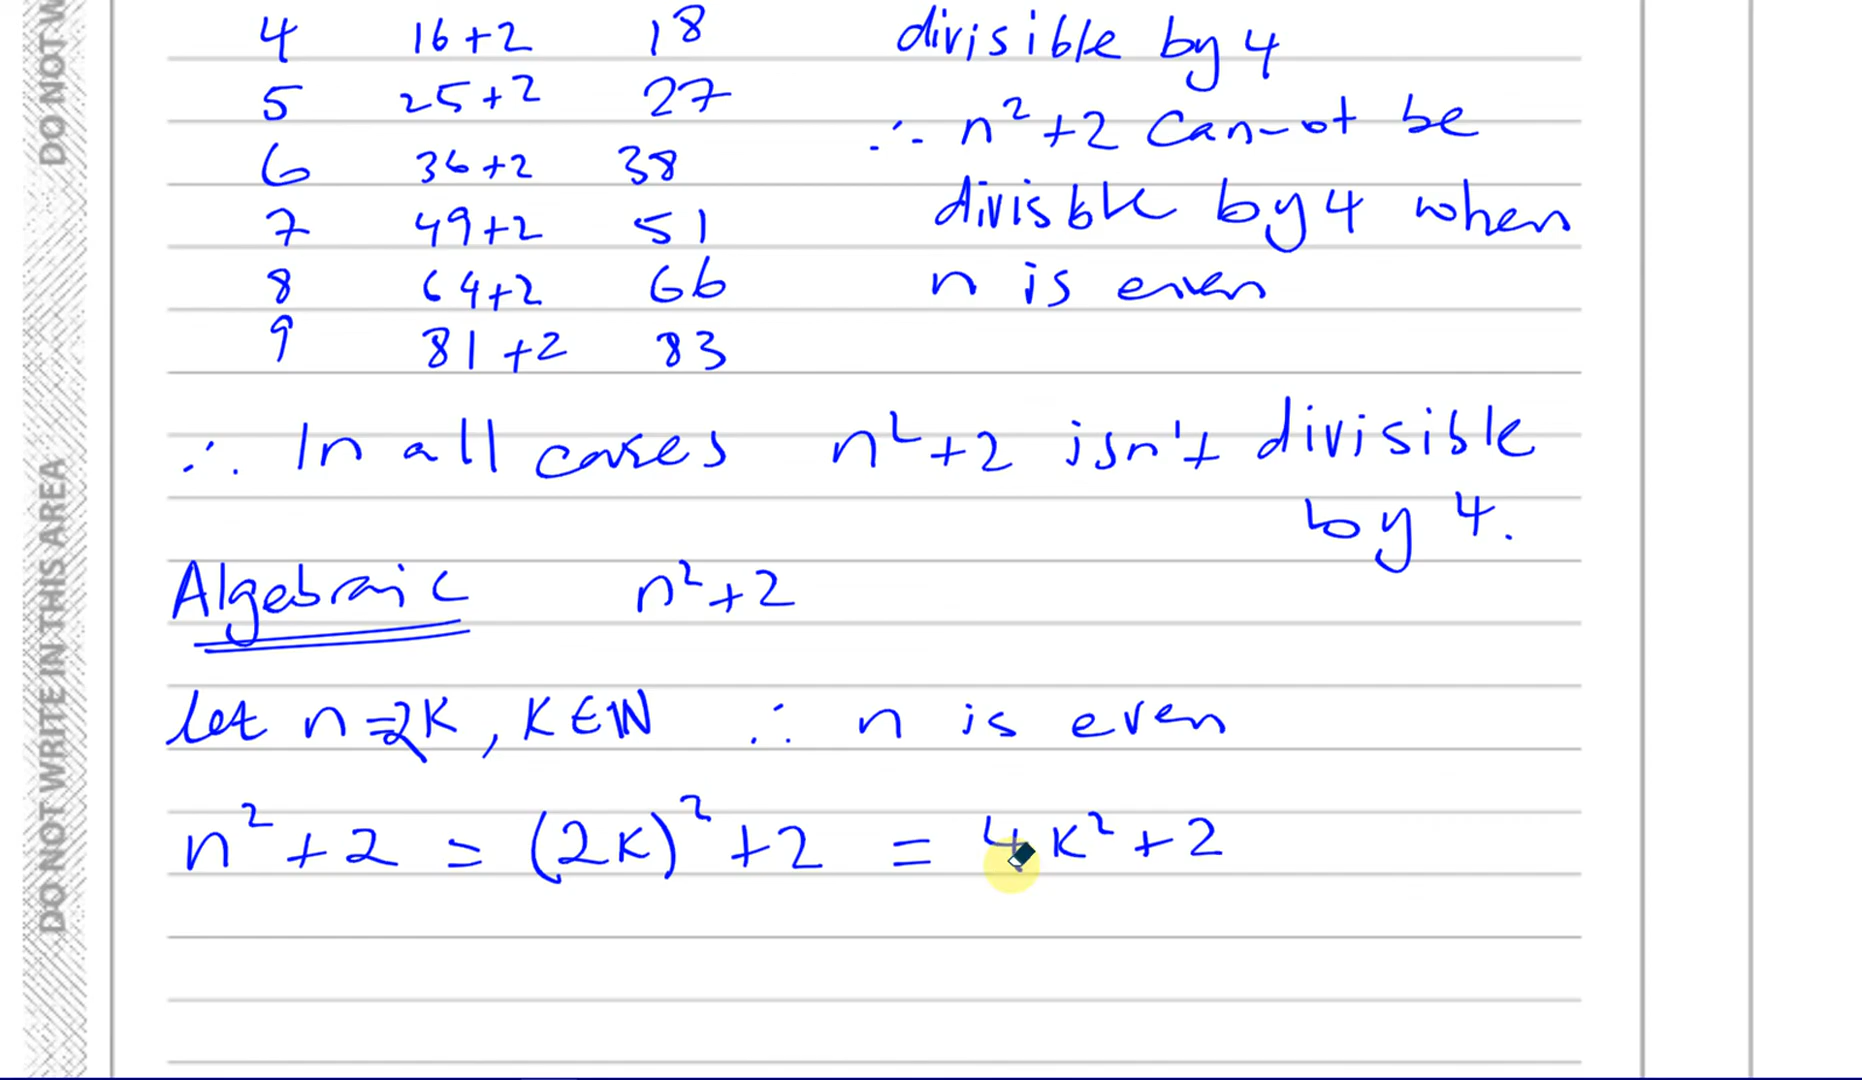 4 16+2 18 divisible by 4
5 25+2 27
∴ n²+2 cannot be
6 36+2 38
divisble by 4 when
7 49+2 51
8 64+2 66 n is even
9 81+2 83
∴ In all cases n²+2 isn't divisible
by 4.
Algebraic n²+2
let n=2K, K∈ℕ ∴ n is even
n²+2 = (2K)²+2 = 4K²+2
DO NOT W
DO NOT WRITE IN THIS AREA